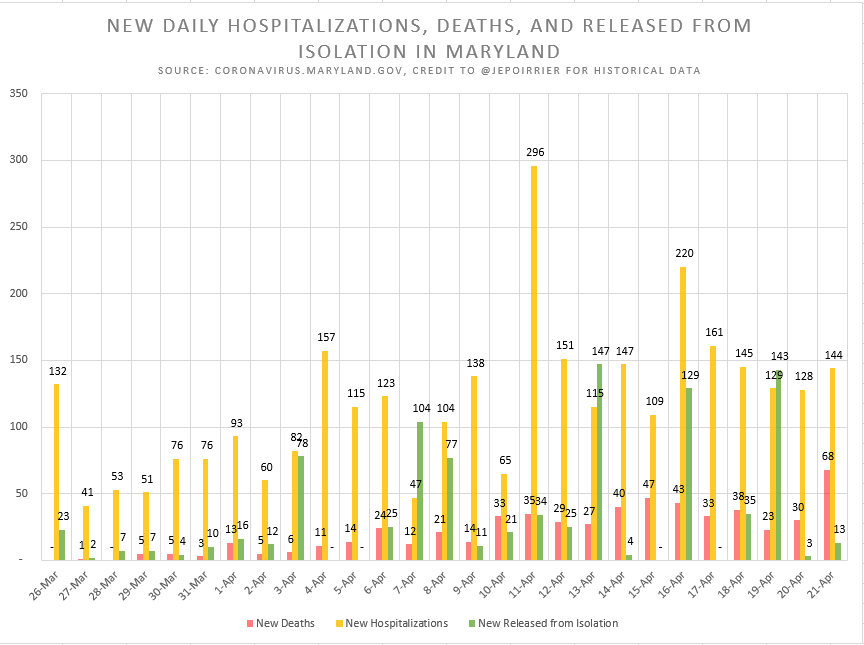 NEW DAILY HOSPITALIZATIONS, DEATHS, AND RELEASED FROM
ISOLATION IN MARYLAND
SOURCE: CORONAVIRUS.MARYLAND.GOV, CREDIT TO @JEPOIRRIER FOR HISTORICAL DATA
350
300
250
200
150
100
50
-
- 132 23
1 41 2
- 53 7
5 51 7
5 76 4
3 76 10
13 93 16
5 60 12
6 82 78
11 157 -
14 115 -
24 123 25
12 47 104
21 104 77
14 138 11
33 65 21
35 296 34
29 151 25
27 115 147
40 147 4
47 109 -
43 220 129
33 161 -
38 145 35
23 129 143
30 128 3
68 144 13
26-Mar 27-Mar 28-Mar 29-Mar 30-Mar 31-Mar 1-Apr 2-Apr 3-Apr 4-Apr 5-Apr 6-Apr 7-Apr 8-Apr 9-Apr 10-Apr 11-Apr 12-Apr 13-Apr 14-Apr 15-Apr 16-Apr 17-Apr 18-Apr 19-Apr 20-Apr 21-Apr
New Deaths New Hospitalizations New Released from Isolation